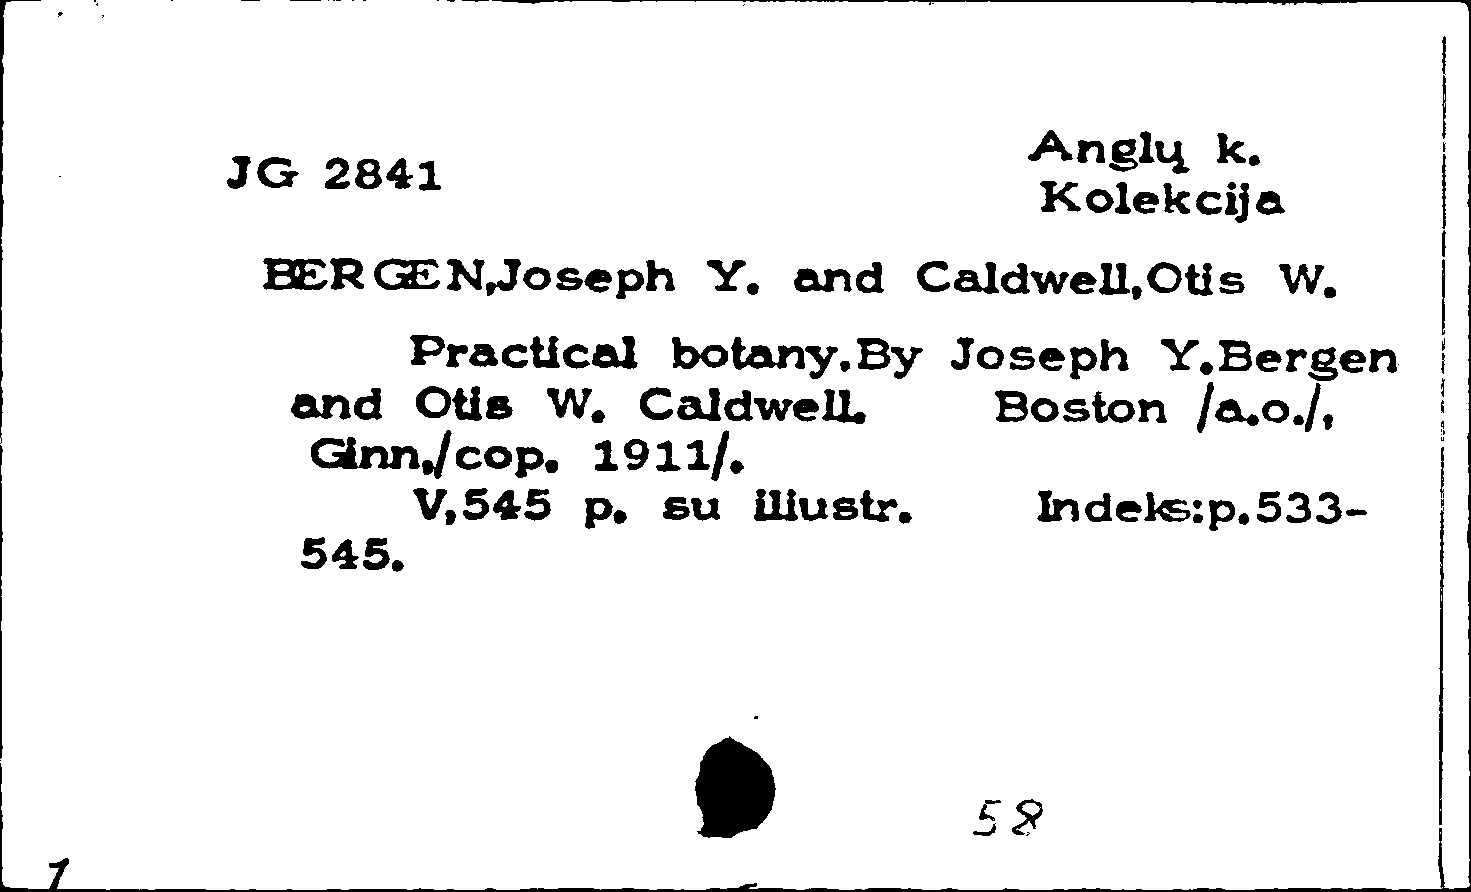 JG 2841
Anglų k.
Kolekcija
BERGEN,Joseph Y. and Caldwell,Otis W.
Practical botany.By Joseph Y.Bergen
and Otis W. Caldwell. Boston /a.o./,
Ginn,/cop. 1911/.
V,545 p. su iliustr. Indeks:p.533-
545.
58
1